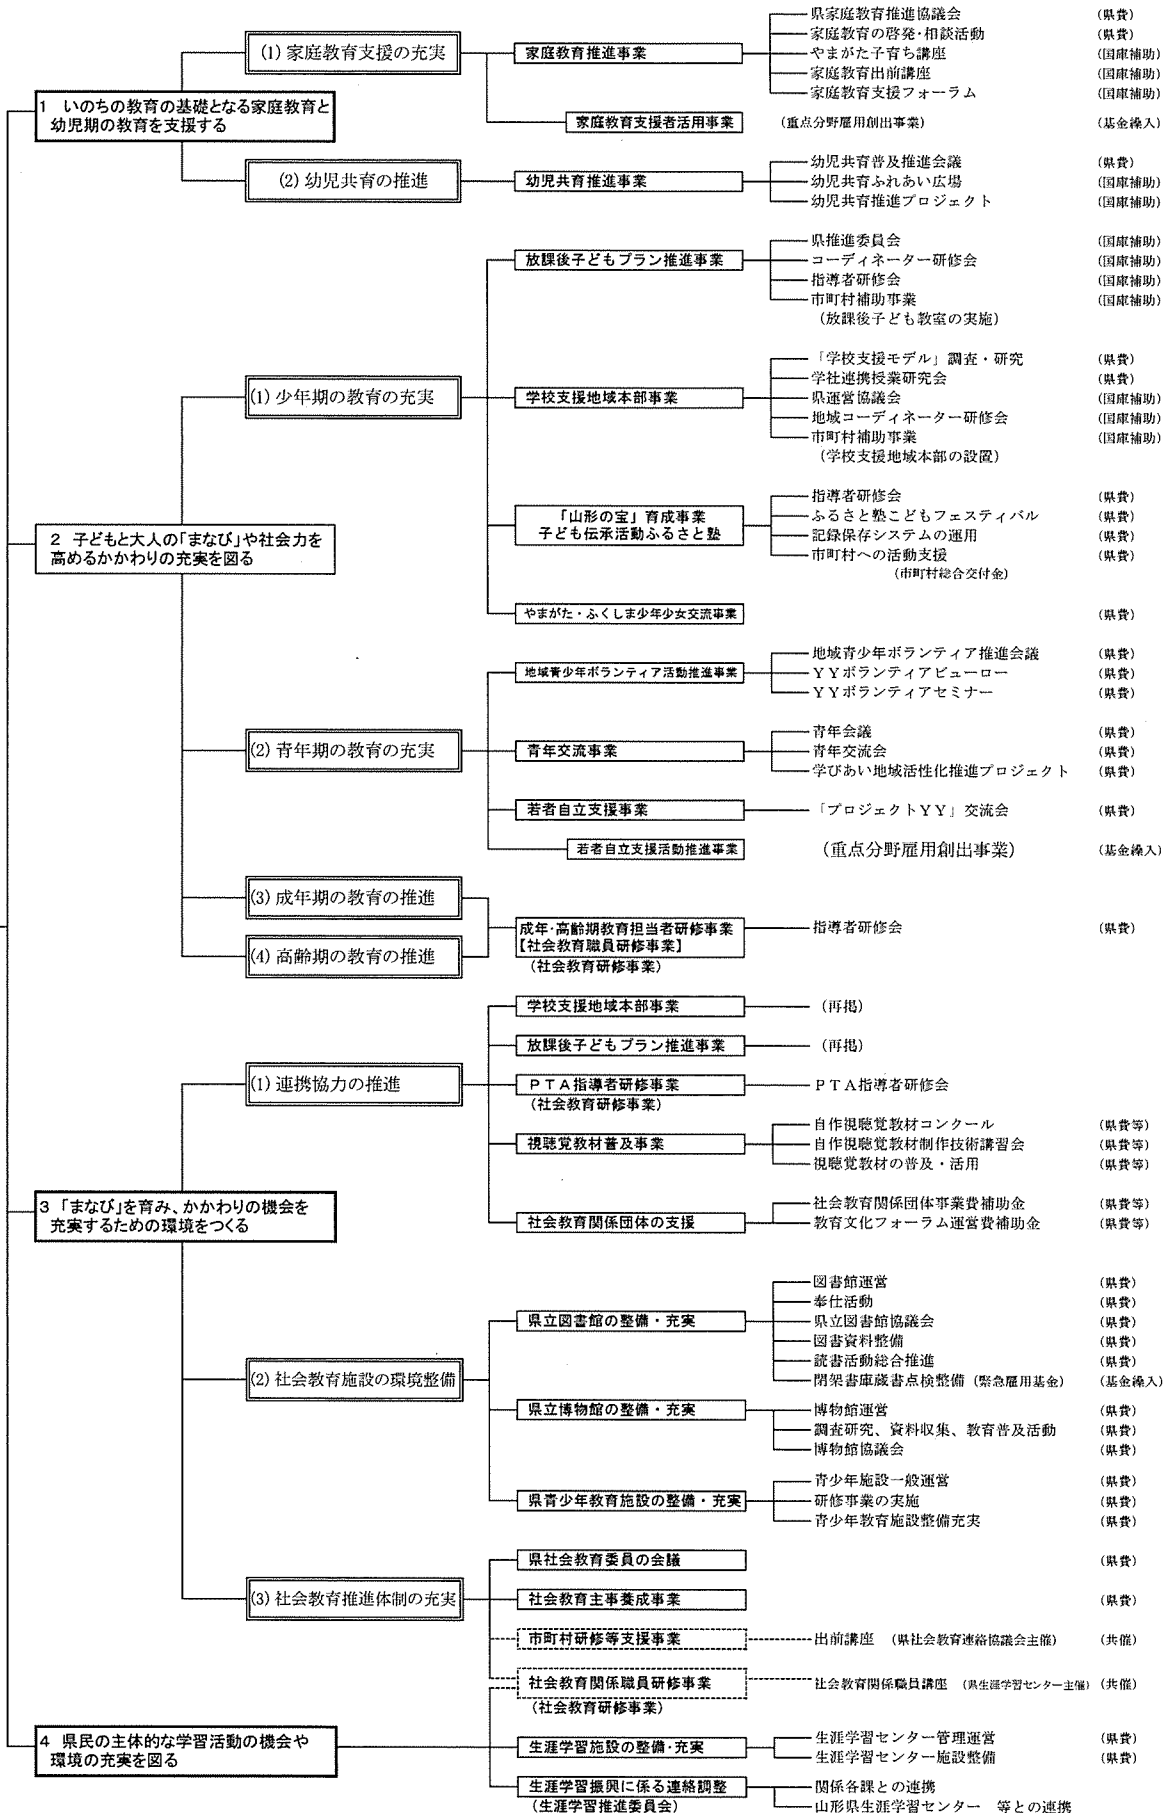 県家庭教育推進協議会 (県費)
(1) 家庭教育支援の充実
家庭教育推進事業
家庭教育の啓発・相談活動 (県費)
やまがた子育ち講座 (国庫補助)
家庭教育出前講座 (国庫補助)
家庭教育支援フォーラム (国庫補助)
1 いのちの教育の基礎となる家庭教育と
幼児期の教育を支援する
家庭教育支援者活用事業 (重点分野雇用創出事業) (基金繰入)
(2) 幼児共育の推進
幼児共育推進事業
幼児共育普及推進会議 (県費)
幼児共育ふれあい広場 (国庫補助)
幼児共育推進プロジェクト (国庫補助)
放課後子どもプラン推進事業
県推進委員会 (国庫補助)
コーディネーター研修会 (国庫補助)
指導者研修会 (国庫補助)
市町村補助事業 (国庫補助)
(放課後子ども教室の実施)
(1) 少年期の教育の充実
学校支援地域本部事業
「学校支援モデル」調査・研究 (県費)
学社連携授業研究会 (県費)
県運営協議会 (国庫補助)
地域コーディネーター研修会 (国庫補助)
市町村補助事業 (国庫補助)
(学校支援地域本部の設置)
2 子どもと大人の「まなび」や社会力を
高めるかかわりの充実を図る
「山形の宝」育成事業
子ども伝承活動ふるさと塾
指導者研修会 (県費)
ふるさと塾こどもフェスティバル (県費)
記録保存システムの運用 (県費)
市町村への活動支援 (県費)
(市町村総合交付金)
やまがた・ふくしま少年少女交流事業 (県費)
地域青少年ボランティア活動推進事業
地域青少年ボランティア推進会議 (県費)
YYボランティアビューロー (県費)
YYボランティアセミナー (県費)
(2) 青年期の教育の充実
青年交流事業
青年会議 (県費)
青年交流会 (県費)
学びあい地域活性化推進プロジェクト (県費)
若者自立支援事業 「プロジェクトYY」交流会 (県費)
若者自立支援活動推進事業 (重点分野雇用創出事業) (基金繰入)
(3) 成年期の教育の推進
(4) 高齢期の教育の推進
成年・高齢期教育担当者研修事業
【社会教育職員研修事業】
(社会教育研修事業)
指導者研修会 (県費)
学校支援地域本部事業 (再掲)
放課後子どもプラン推進事業 (再掲)
(1) 連携協力の推進
PTA指導者研修事業 PTA指導者研修会
(社会教育研修事業)
視聴覚教材普及事業
自作視聴覚教材コンクール (県費等)
自作視聴覚教材制作技術講習会 (県費等)
視聴覚教材の普及・活用 (県費等)
3 「まなび」を育み、かかわりの機会を
充実するための環境をつくる
社会教育関係団体の支援
社会教育関係団体事業費補助金 (県費等)
教育文化フォーラム運営費補助金 (県費等)
県立図書館の整備・充実
図書館運営 (県費)
奉仕活動 (県費)
県立図書館協議会 (県費)
図書資料整備 (県費)
読書活動総合推進 (県費)
閉架書庫蔵書点検整備 (緊急雇用基金) (基金繰入)
(2) 社会教育施設の環境整備
県立博物館の整備・充実
博物館運営 (県費)
調査研究、資料収集、教育普及活動 (県費)
博物館協議会 (県費)
県青少年教育施設の整備・充実
青少年施設一般運営 (県費)
研修事業の実施 (県費)
青少年教育施設整備充実 (県費)
県社会教育委員の会議 (県費)
(3) 社会教育推進体制の充実
社会教育主事養成事業 (県費)
市町村研修等支援事業 出前講座 (県社会教育連絡協議会主催) (共催)
社会教育関係職員研修事業 社会教育関係職員講座 (県生涯学習センター主催) (共催)
(社会教育研修事業)
4 県民の主体的な学習活動の機会や
環境の充実を図る
生涯学習施設の整備・充実
生涯学習センター管理運営 (県費)
生涯学習センター施設整備 (県費)
生涯学習振興に係る連絡調整
(生涯学習推進委員会)
関係各課との連携
山形県生涯学習センター 等との連携